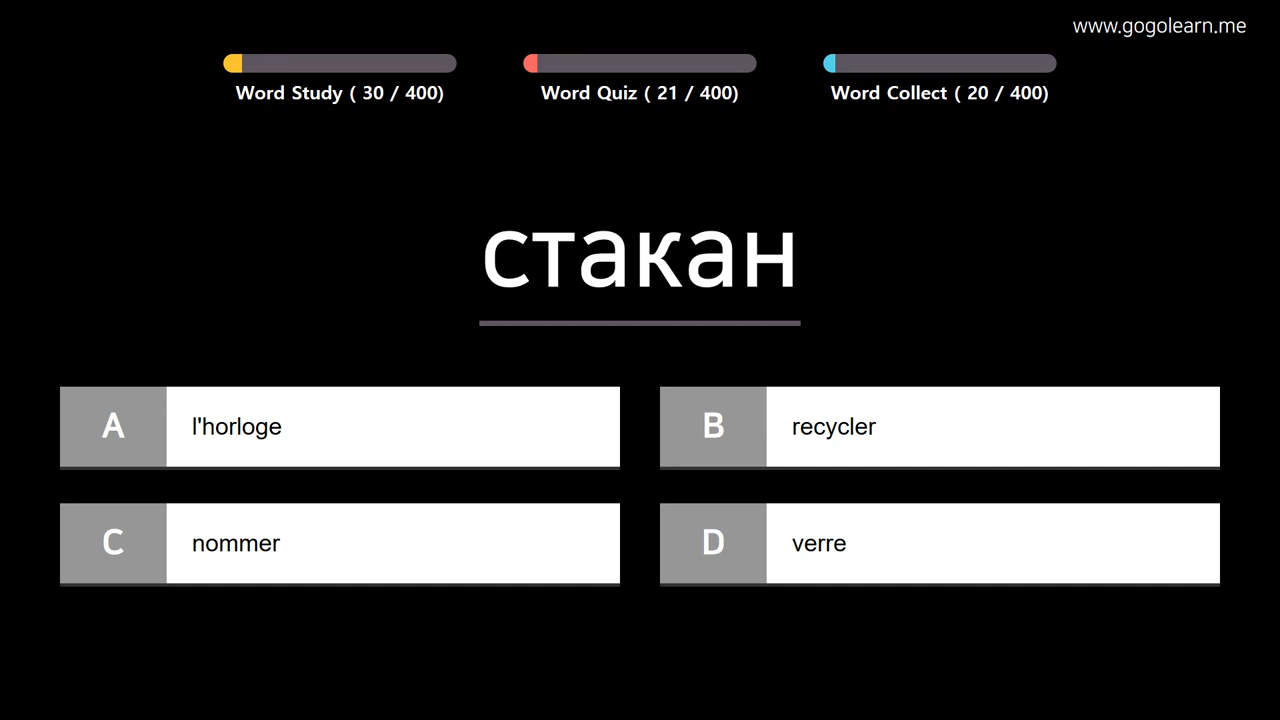 www.gogolearn.me
Word Study ( 30 / 400)
Word Quiz ( 21 / 400)
Word Collect ( 20 / 400)
стакан
A
l'horloge
B
recycler
C
nommer
D
verre